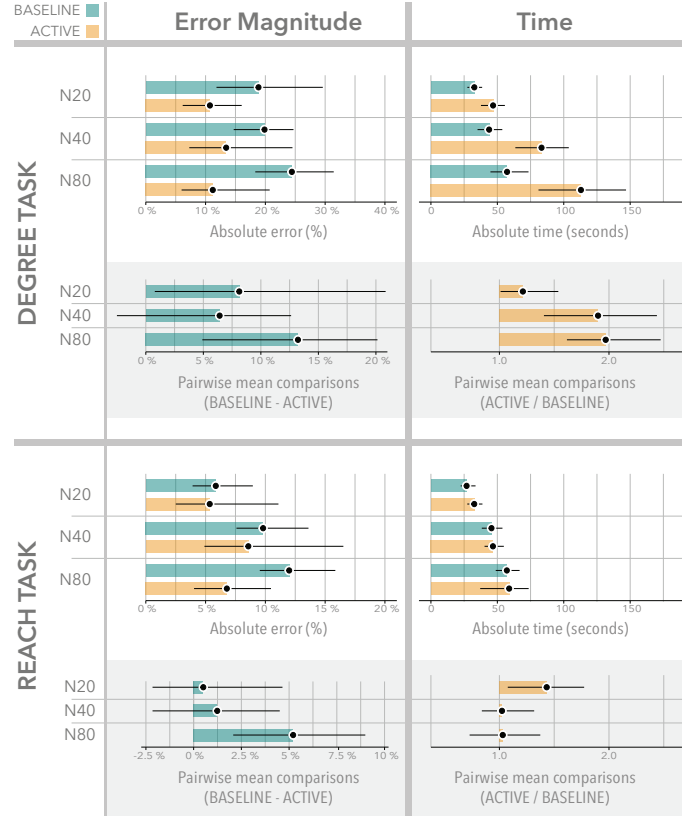 BASELINE
ACTIVE
Error Magnitude
Time
DEGREE TASK
N20
N40
N80
0 %
10 %
20 %
30 %
40 %
Absolute error (%)
0
50
100
150
Absolute time (seconds)
N20
N40
N80
0 %
5 %
10 %
15 %
20 %
Pairwise mean comparisons
(BASELINE - ACTIVE)
1.0
2.0
Pairwise mean comparisons
(ACTIVE / BASELINE)
REACH TASK
N20
N40
N80
0 %
5 %
10 %
15 %
20 %
Absolute error (%)
0
50
100
150
Absolute time (seconds)
N20
N40
N80
-2.5 %
0 %
2.5 %
5 %
7.5 %
10 %
Pairwise mean comparisons
(BASELINE - ACTIVE)
1.0
2.0
Pairwise mean comparisons
(ACTIVE / BASELINE)